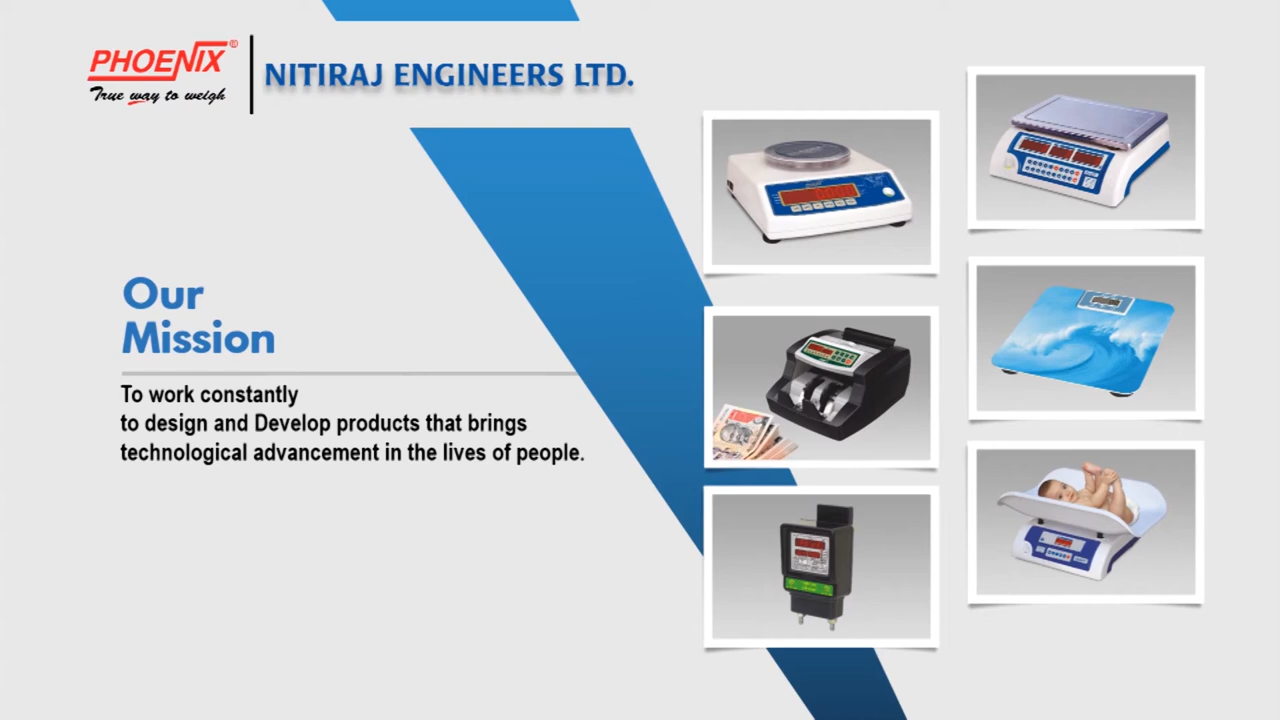 PHOENIX®
True way to weigh
NITIRAJ ENGINEERS LTD.
Our
Mission
To work constantly
to design and Develop products that brings
technological advancement in the lives of people.